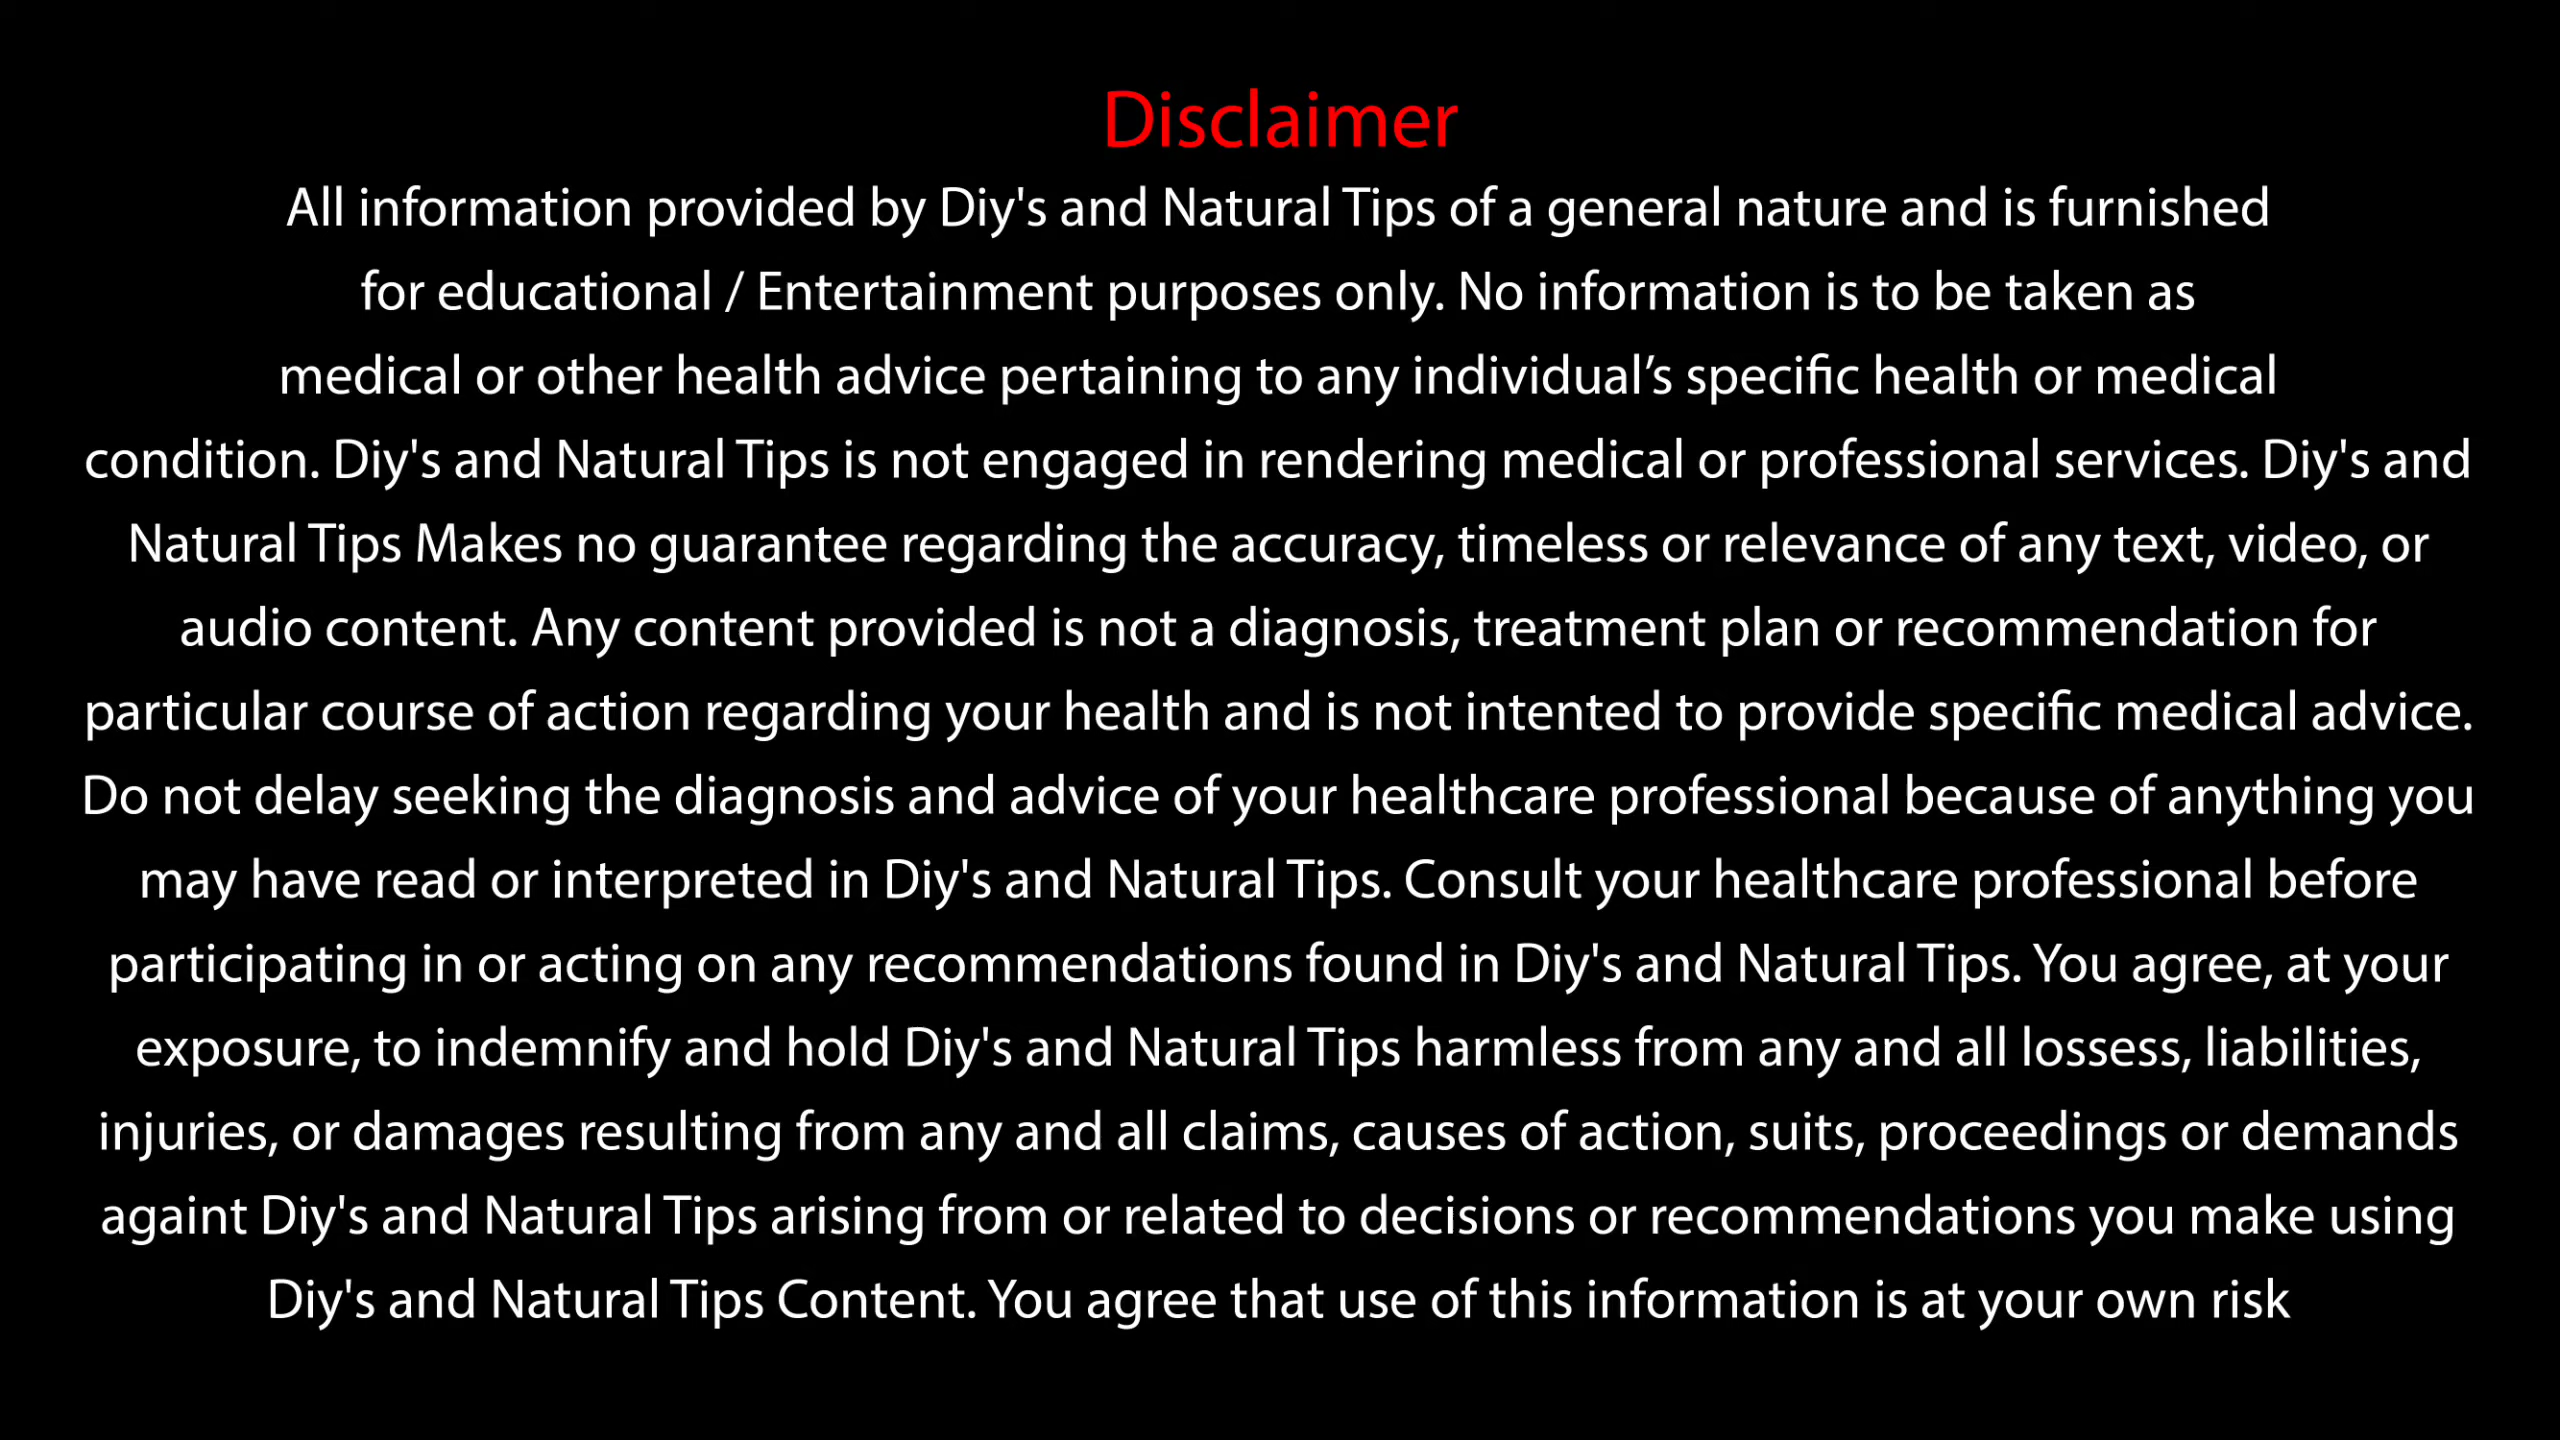 Disclaimer
All information provided by Diy's and Natural Tips of a general nature and is furnished
for educational / Entertainment purposes only. No information is to be taken as
medical or other health advice pertaining to any individual’s specific health or medical
condition. Diy's and Natural Tips is not engaged in rendering medical or professional services. Diy's and
Natural Tips Makes no guarantee regarding the accuracy, timeless or relevance of any text, video, or
audio content. Any content provided is not a diagnosis, treatment plan or recommendation for
particular course of action regarding your health and is not intented to provide specific medical advice.
Do not delay seeking the diagnosis and advice of your healthcare professional because of anything you
may have read or interpreted in Diy's and Natural Tips. Consult your healthcare professional before
participating in or acting on any recommendations found in Diy's and Natural Tips. You agree, at your
exposure, to indemnify and hold Diy's and Natural Tips harmless from any and all lossess, liabilities,
injuries, or damages resulting from any and all claims, causes of action, suits, proceedings or demands
againt Diy's and Natural Tips arising from or related to decisions or recommendations you make using
Diy's and Natural Tips Content. You agree that use of this information is at your own risk